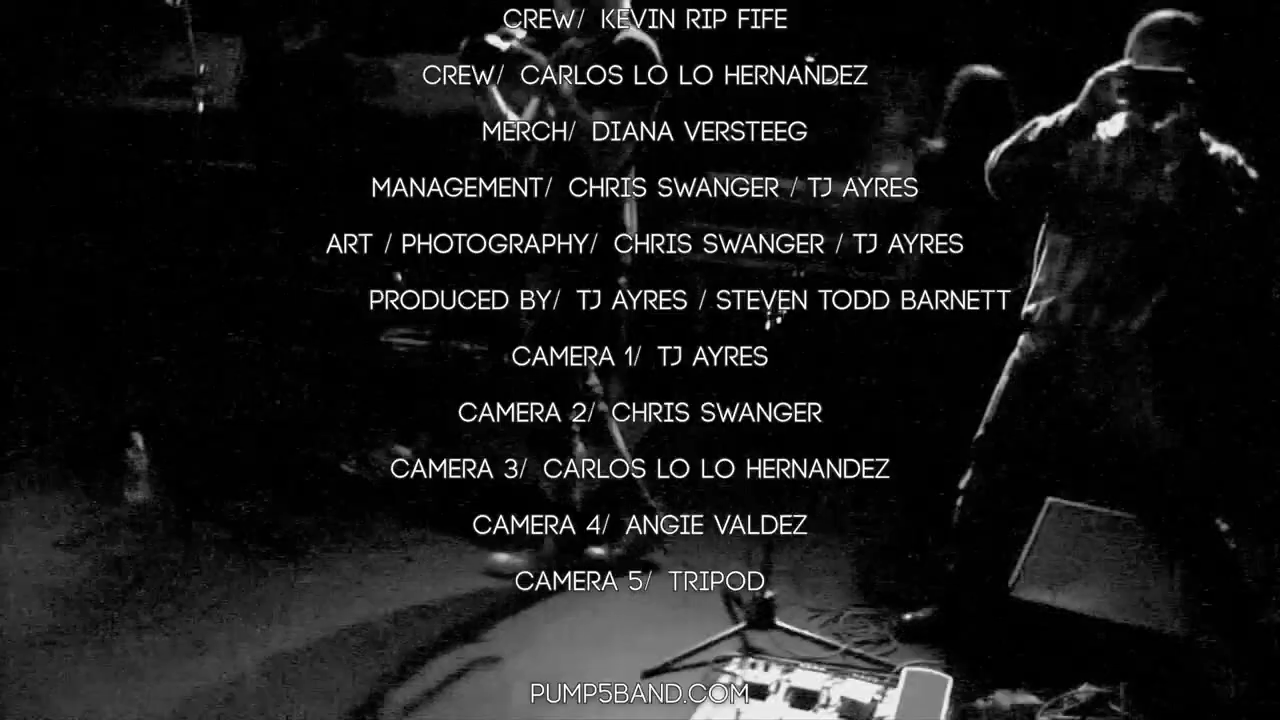 CREW/ KEVIN RIP FIFE
CREW/ CARLOS LO LO HERNANDEZ
MERCH/ DIANA VERSTEEG
MANAGEMENT/ CHRIS SWANGER / TJ AYRES
ART / PHOTOGRAPHY/ CHRIS SWANGER / TJ AYRES
PRODUCED BY/ TJ AYRES / STEVEN TODD BARNETT
CAMERA 1/ TJ AYRES
CAMERA 2/ CHRIS SWANGER
CAMERA 3/ CARLOS LO LO HERNANDEZ
CAMERA 4/ ANGIE VALDEZ
CAMERA 5/ TRIPOD
PUMP5BAND.COM